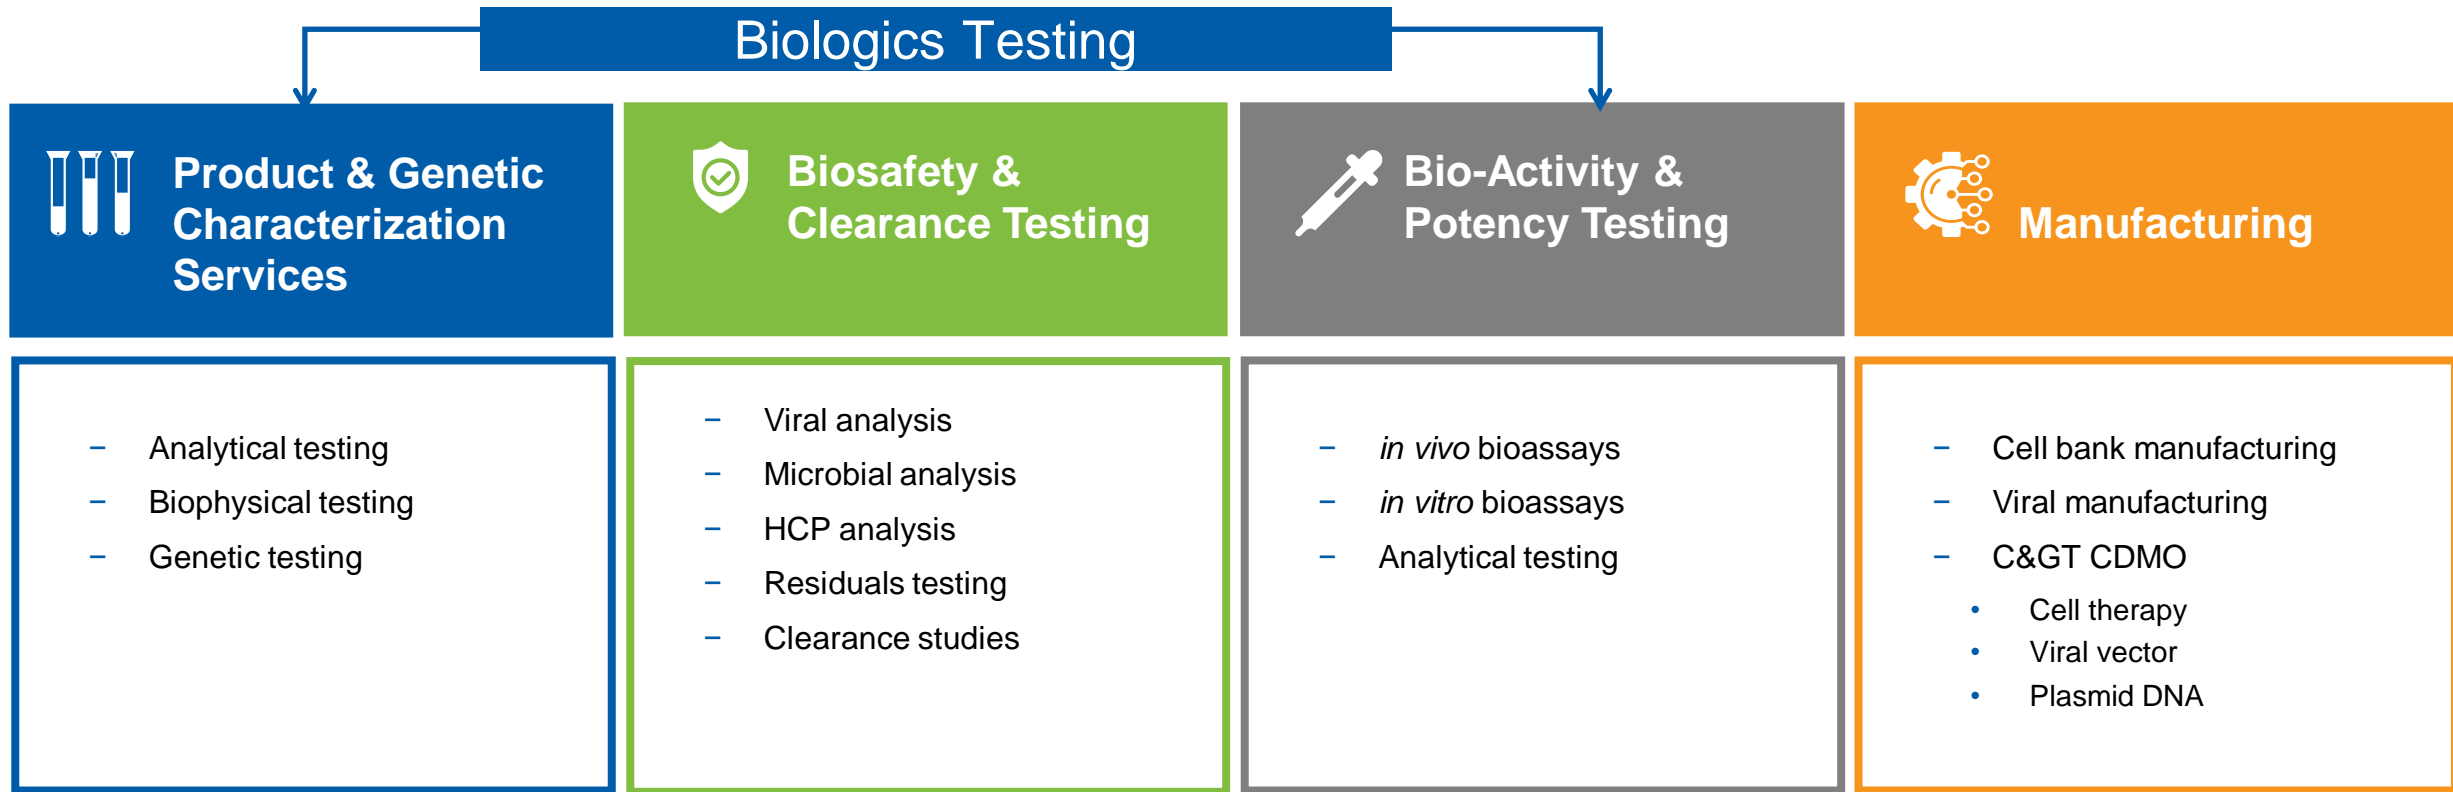 Biologics Testing
Product & Genetic
Characterization
Services
Biosafety &
Clearance Testing
Bio-Activity &
Potency Testing
Manufacturing
− Analytical testing
− Biophysical testing
− Genetic testing
− Viral analysis
− Microbial analysis
− HCP analysis
− Residuals testing
− Clearance studies
− in vivo bioassays
− in vitro bioassays
− Analytical testing
− Cell bank manufacturing
− Viral manufacturing
− C&GT CDMO
• Cell therapy
• Viral vector
• Plasmid DNA